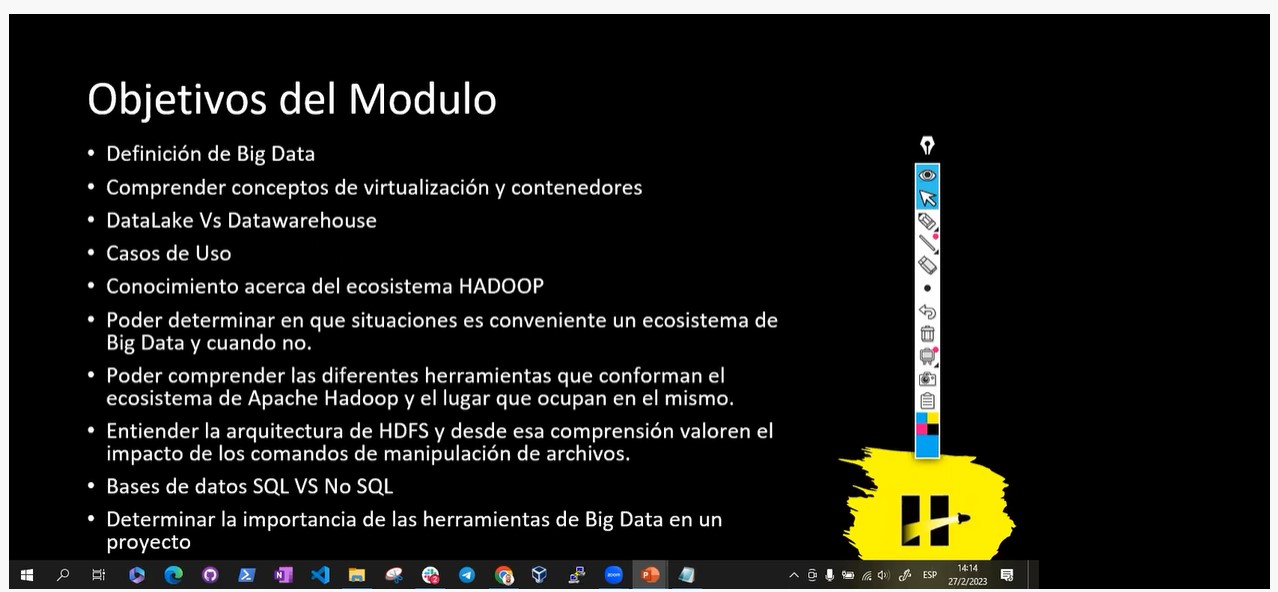 Objetivos del Modulo
• Definición de Big Data
• Comprender conceptos de virtualización y contenedores
• DataLake Vs Datawarehouse
• Casos de Uso
• Conocimiento acerca del ecosistema HADOOP
• Poder determinar en que situaciones es conveniente un ecosistema de
Big Data y cuando no.
• Poder comprender las diferentes herramientas que conforman el
ecosistema de Apache Hadoop y el lugar que ocupan en el mismo.
• Entiender la arquitectura de HDFS y desde esa comprensión valoren el
impacto de los comandos de manipulación de archivos.
• Bases de datos SQL VS No SQL
• Determinar la importancia de las herramientas de Big Data en un
proyecto
ESP
14:14
27/2/2023